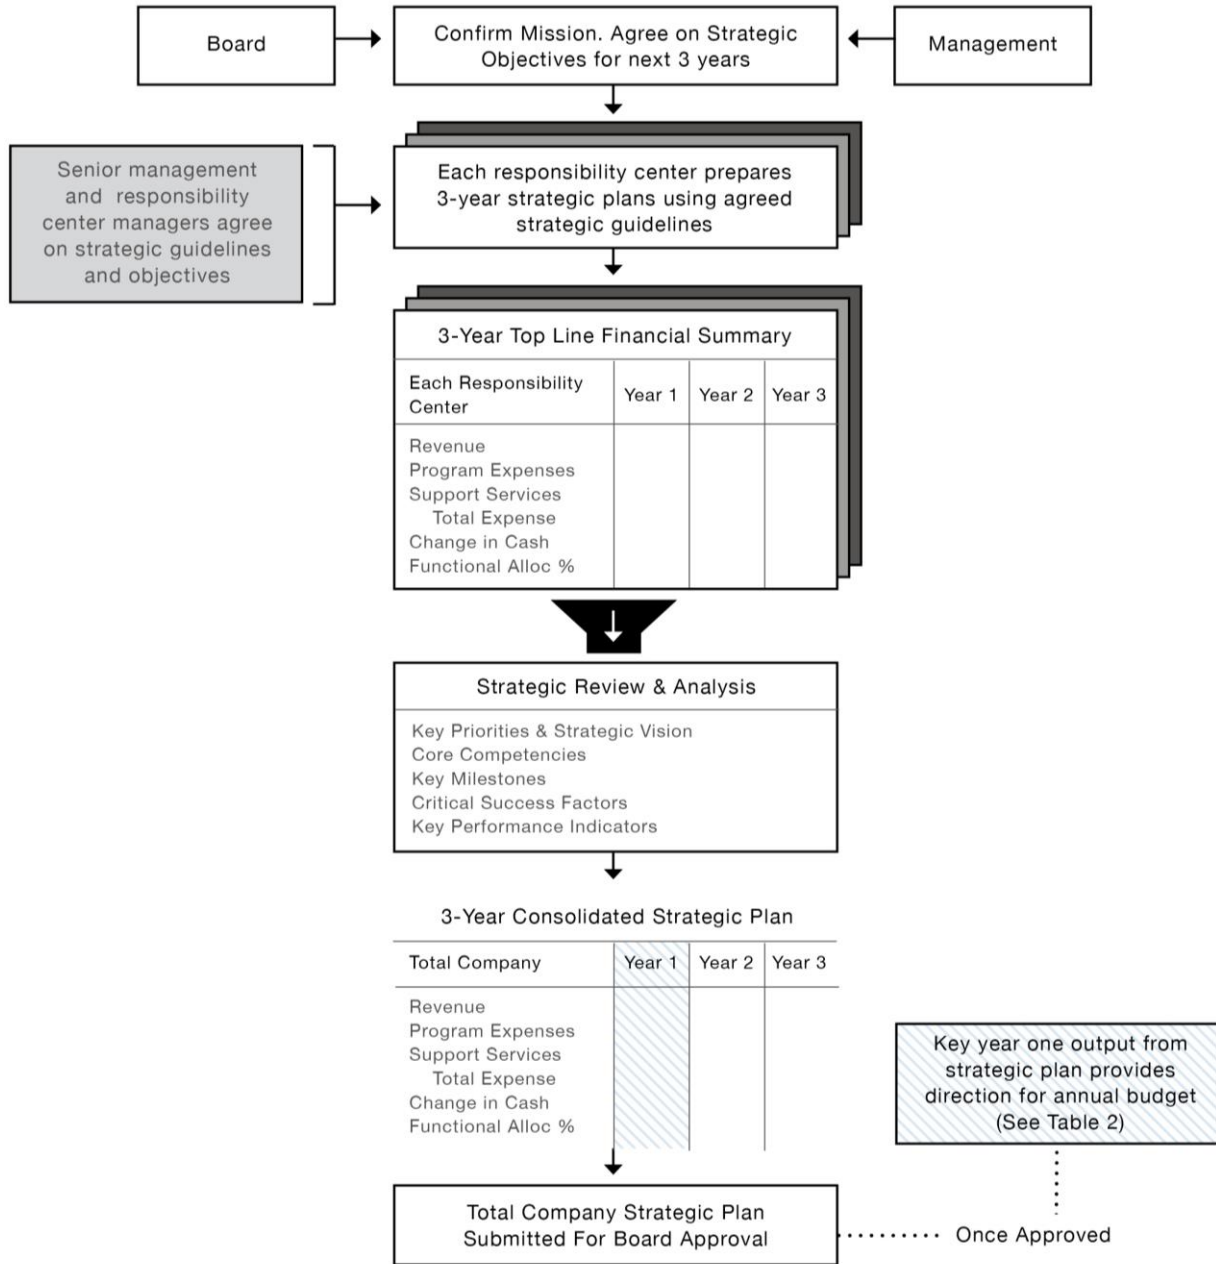 Board
Confirm Mission. Agree on Strategic
Objectives for next 3 years
Management
Senior management
and responsibility
center managers agree
on strategic guidelines
and objectives
Each responsibility center prepares
3-year strategic plans using agreed
strategic guidelines
3-Year Top Line Financial Summary
Each Responsibility
Center
Year 1
Year 2
Year 3
Revenue
Program Expenses
Support Services
Total Expense
Change in Cash
Functional Alloc %
Strategic Review & Analysis
Key Priorities & Strategic Vision
Core Competencies
Key Milestones
Critical Success Factors
Key Performance Indicators
3-Year Consolidated Strategic Plan
Total Company
Year 1
Year 2
Year 3
Revenue
Program Expenses
Support Services
Total Expense
Change in Cash
Functional Alloc %
Key year one output from
strategic plan provides
direction for annual budget
(See Table 2)
Total Company Strategic Plan
Submitted For Board Approval
Once Approved